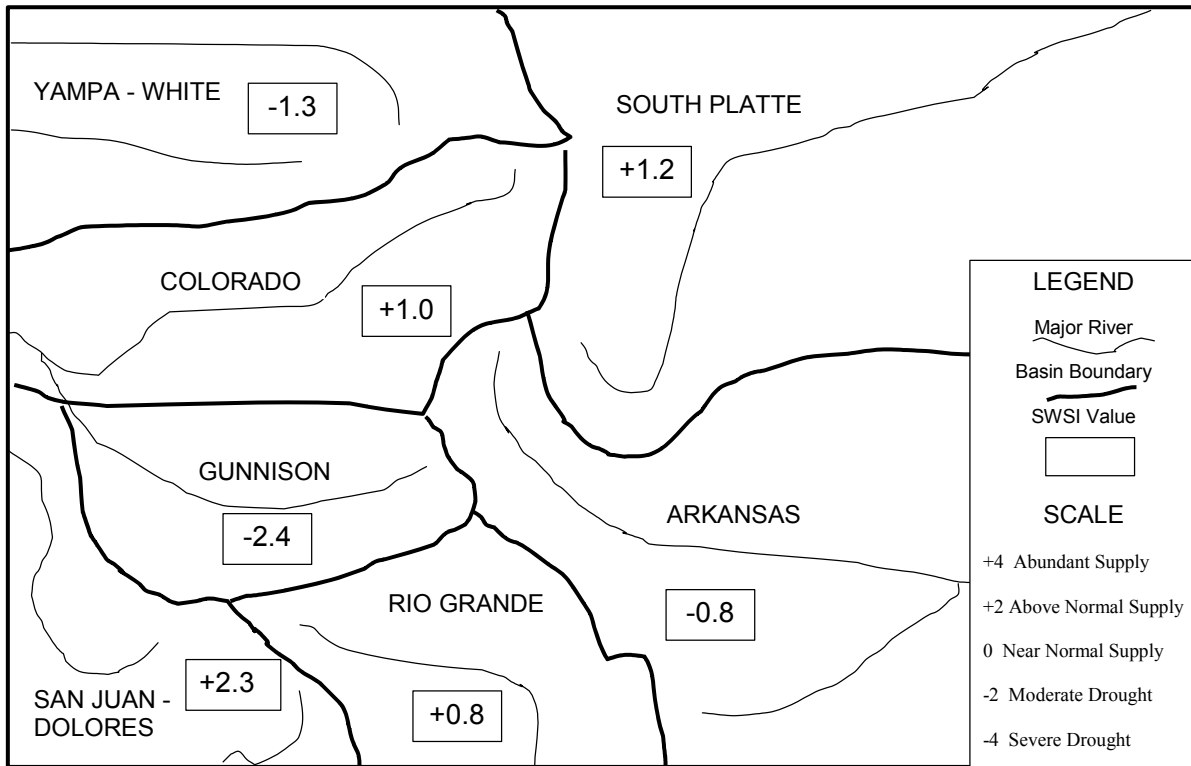 YAMPA - WHITE
-1.3
SOUTH PLATTE
+1.2
COLORADO
+1.0
GUNNISON
-2.4
ARKANSAS
-0.8
RIO GRANDE
+0.8
SAN JUAN -
DOLORES
+2.3
LEGEND
Major River
Basin Boundary
SWSI Value
SCALE
+4 Abundant Supply
+2 Above Normal Supply
0 Near Normal Supply
-2 Moderate Drought
-4 Severe Drought